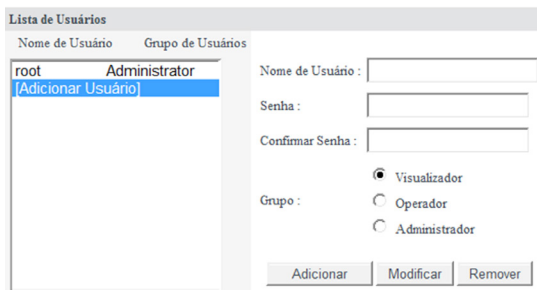 Lista de Usuários
Nome de Usuário Grupo de Usuários
root Administrator
[Adicionar Usuário]
Nome de Usuário :
Senha :
Confirmar Senha :
Grupo :
Visualizador
Operador
Administrador
Adicionar Modificar Remover